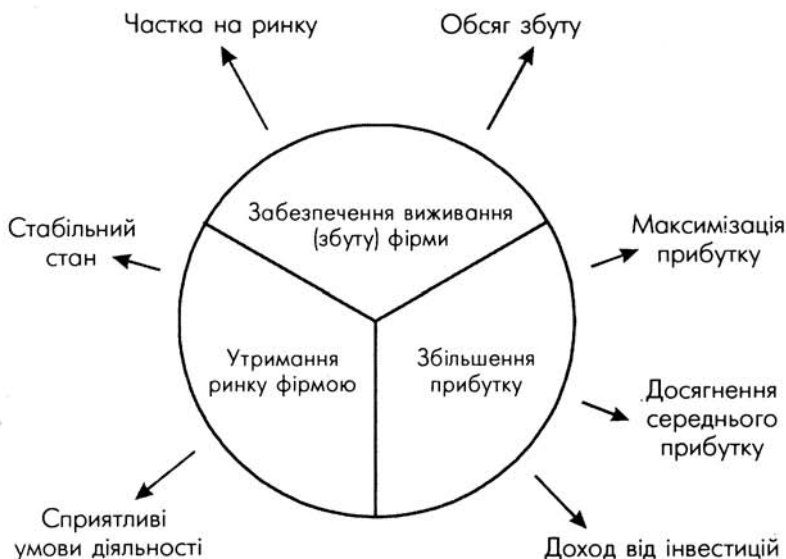 Частка на ринку
Обсяг збуту
Забезпечення виживання
(збуту) фірми
Стабільний
стан
Максимізація
прибутку
Утримання
ринку фірмою
Збільшення
прибутку
Досягнення
середнього
прибутку
Сприятливі
умови діяльності
Доход від інвестицій